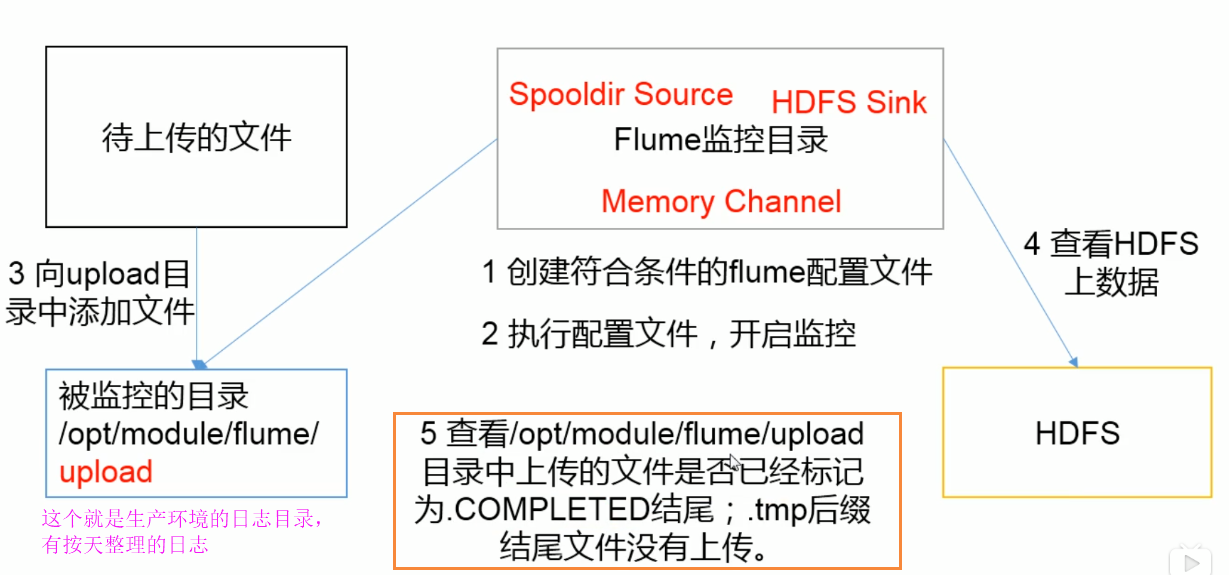 待上传的文件
Spooldir Source
HDFS Sink
Flume监控目录
Memory Channel
3 向upload目
录中添加文件
1 创建符合条件的flume配置文件
2 执行配置文件，开启监控
4 查看HDFS
上数据
被监控的目录
/opt/module/flume/
upload
这个就是生产环境的日志目录，
有按天整理的日志
5 查看/opt/module/flume/upload
目录中上传的文件是否已经标记
为.COMPLETED结尾；.tmp后缀
结尾文件没有上传。
HDFS